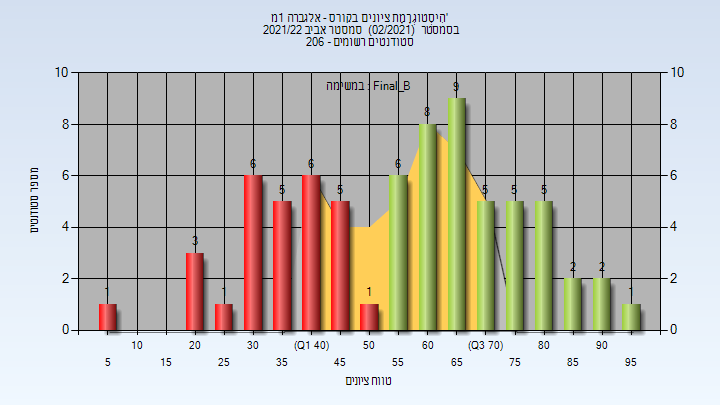 היסטוגרמת ציונים בקורס - אלגברה 1מ'
בסמסטר (02/2021) סמסטר אביב 2021/22
סטודנטים רשומים - 206
במשימה : Final_B
מספר סטודנטים
10 8 6 4 2 0
10 8 6 4 2 0
1 3 1 6 5 6 5 1 6 8 9 5 5 5 2 2 1
10 20 30 (Q1 40) 50 60 (Q3 70) 80 90
5 15 25 35 45 55 65 75 85 95
טווח ציונים